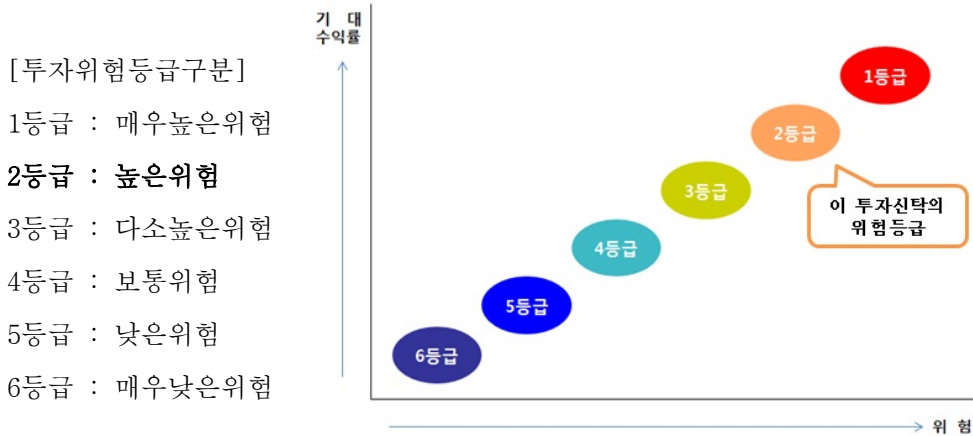 [투자위험등급구분]
1등급 : 매우높은위험
2등급 : 높은위험
3등급 : 다소높은위험
4등급 : 보통위험
5등급 : 낮은위험
6등급 : 매우낮은위험
기 대
수익률
1등급
2등급
3등급
이 투자신탁의
위험등급
4등급
5등급
6등급
위 험